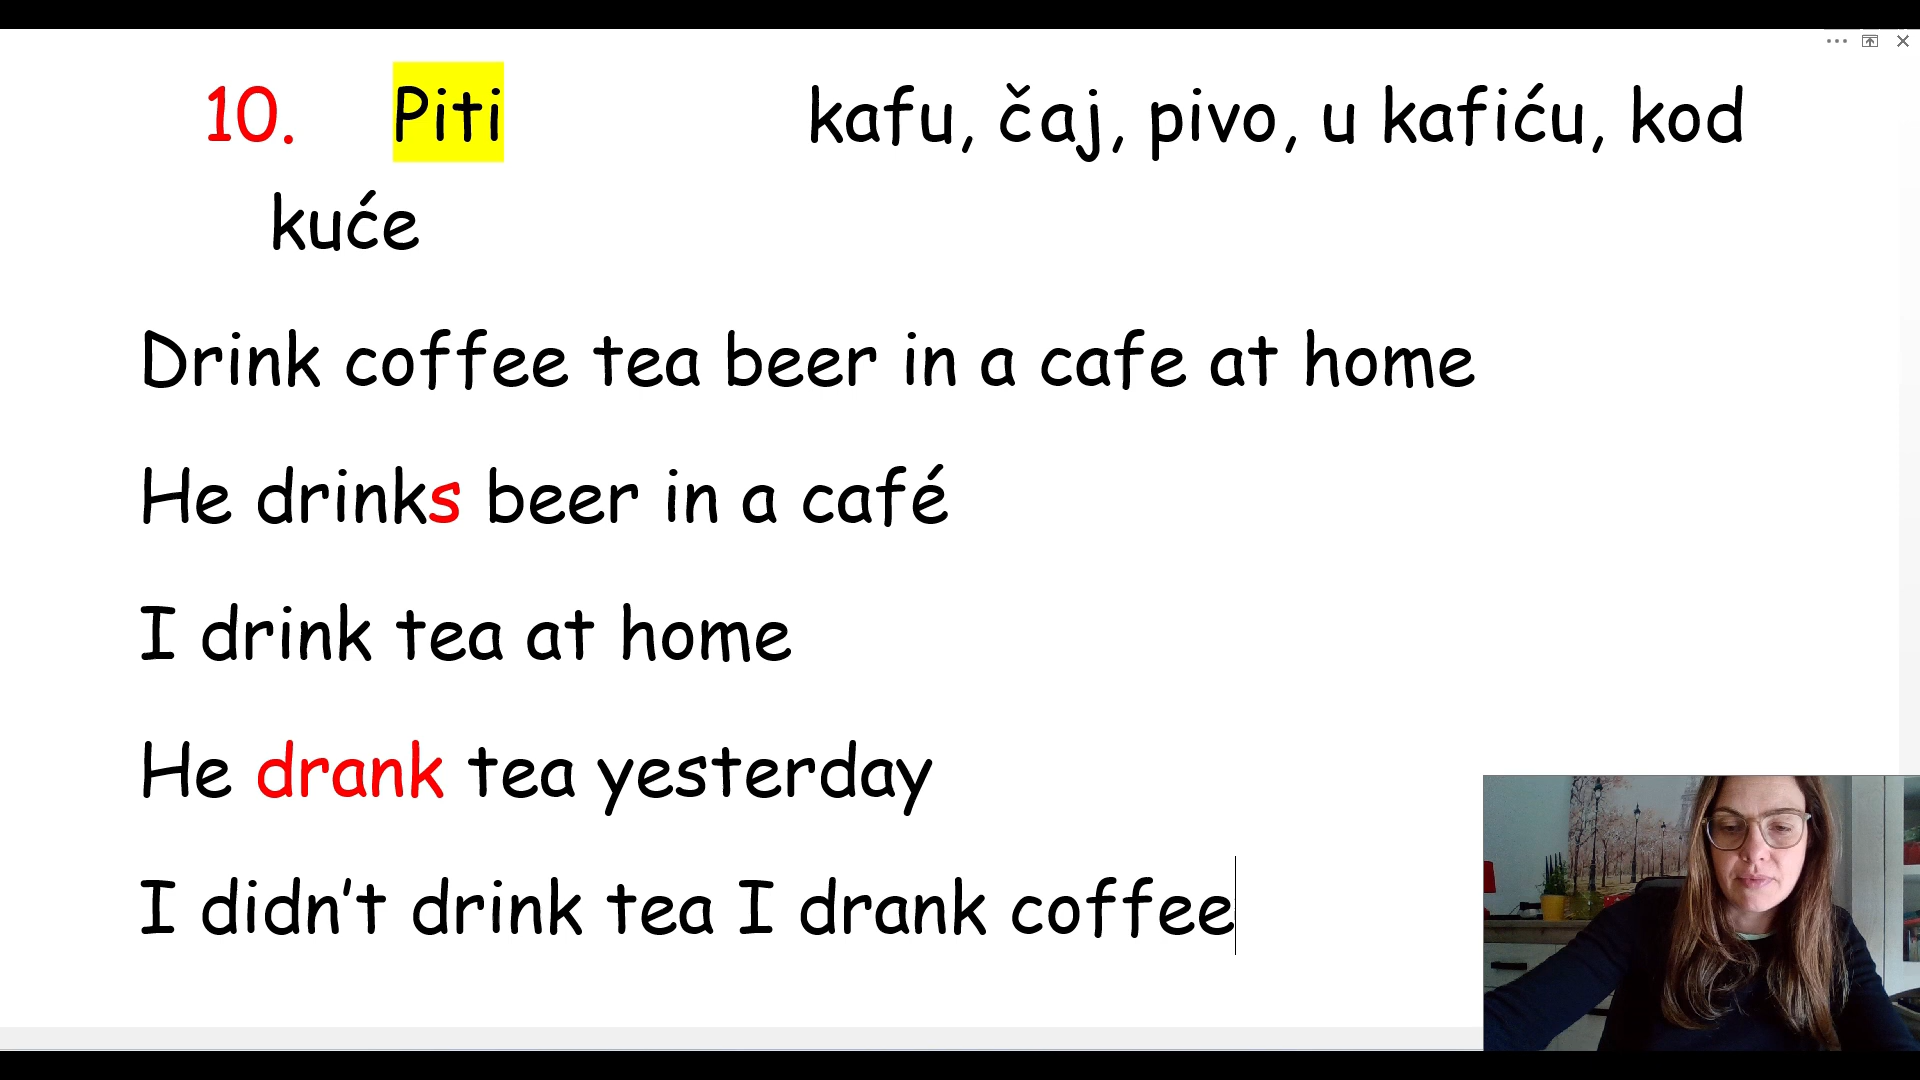 10. Piti kafu, čaj, pivo, u kafiću, kod
kuće
Drink coffee tea beer in a cafe at home
He drinks beer in a café
I drink tea at home
He drank tea yesterday
I didn't drink tea I drank coffee